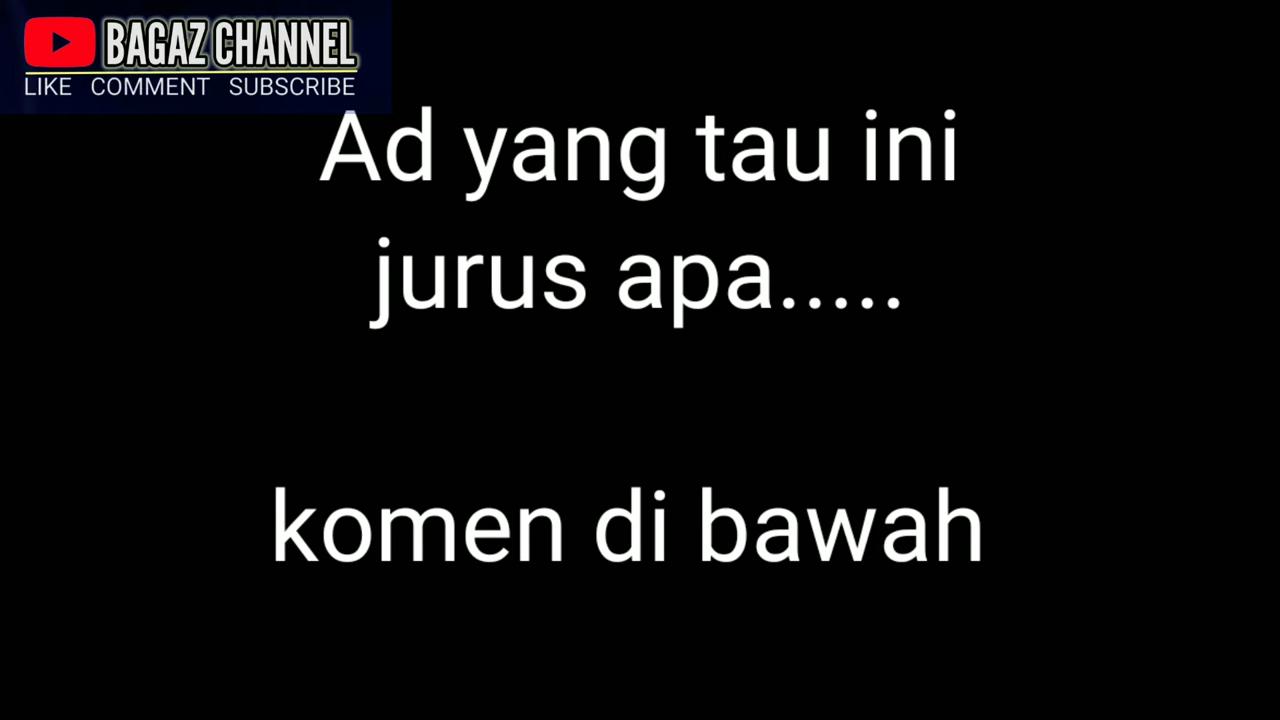 BAGAZ CHANNEL
LIKE COMMENT SUBSCRIBE
Ad yang tau ini
jurus apa.....
komen di bawah